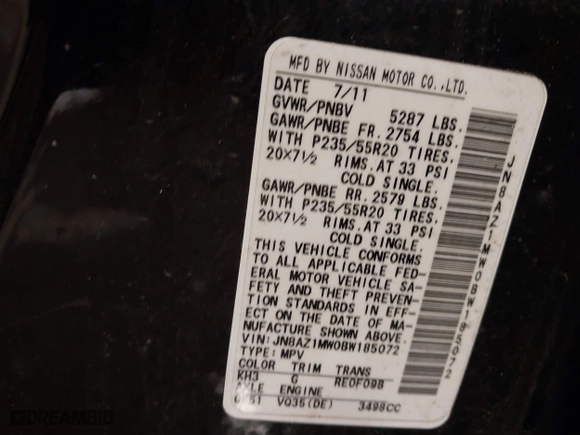 MFD BY NISSAN MOTOR CO.,LTD.
DATE 7/11
GVWR/PNBV 5287 LBS.
GAWR/PNBE FR. 2754 LBS.
WITH P235/55R20 TIRES.
20X7½ RIMS. AT 33 PSI
COLD SINGLE.
GAWR/PNBE RR. 2579 LBS.
WITH P235/55R20 TIRES.
20X7½ RIMS. AT 33 PSI
COLD SINGLE.
THIS VEHICLE CONFORMS
TO ALL APPLICABLE FED-
ERAL MOTOR VEHICLE SA-
FETY AND THEFT PREVEN-
TION STANDARDS IN EFF-
ECT ON THE DATE OF MA-
NUFACTURE SHOWN ABOVE.
VIN: JN8AZ1MW0BW185072
TYPE: MPV
COLOR TRIM TRANS
KH3 G RE0F09B
AXLE ENGINE
VQ35(DE) 3498CC
JN8AZ1MW0BW185072
DREAMBID